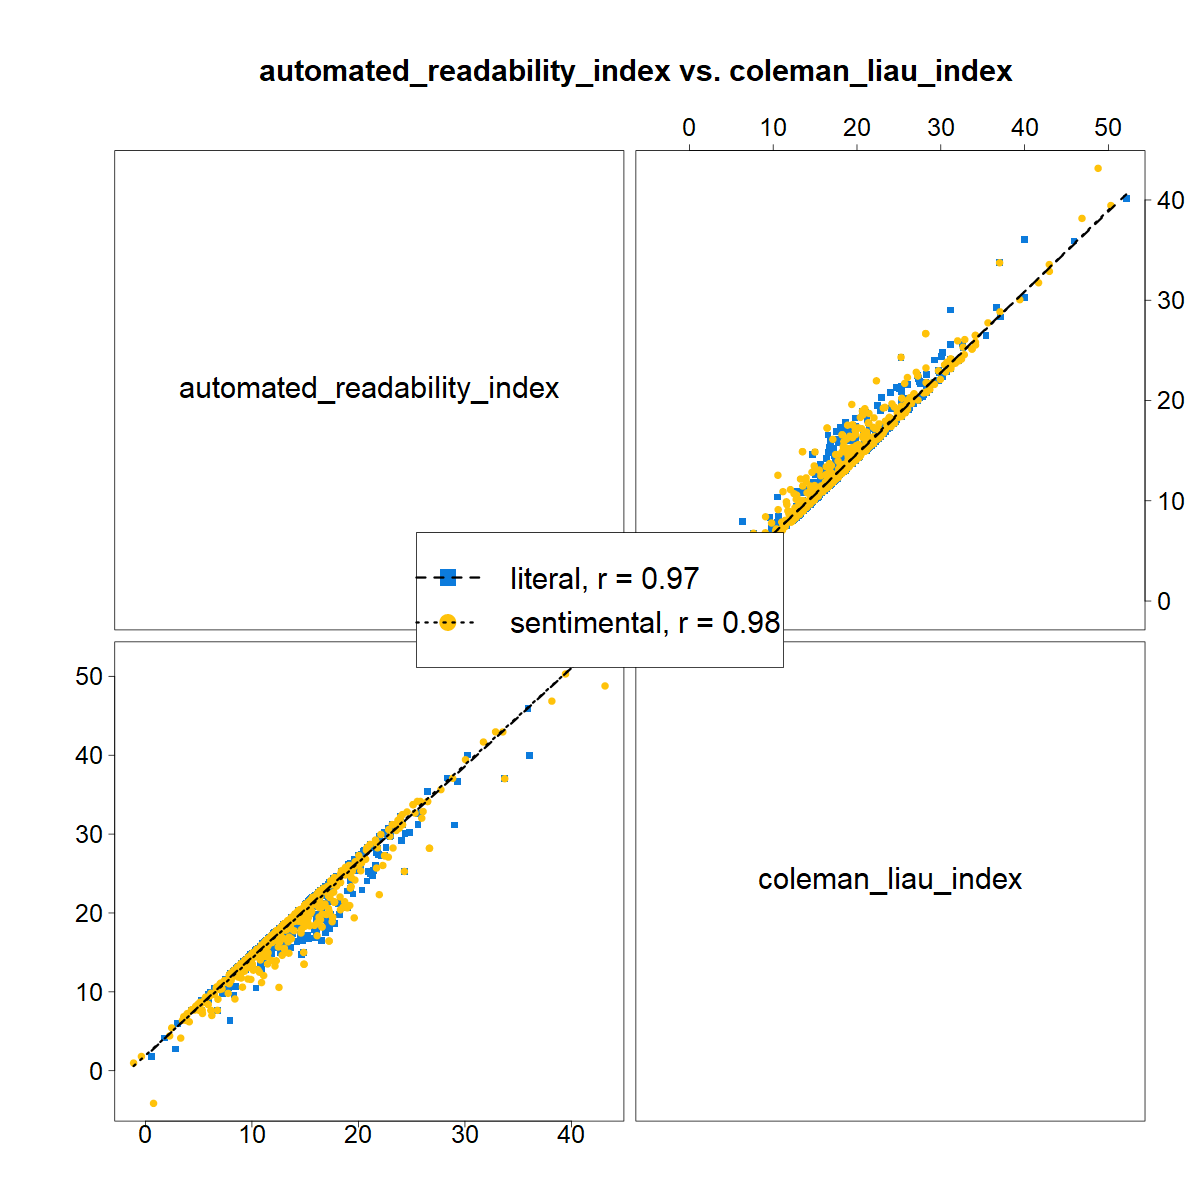 automated_readability_index vs. coleman_liau_index
0 10 20 30 40 50
automated_readability_index
40
30
20
10
0
literal, r = 0.97
sentimental, r = 0.98
50
40
30
20
10
0
coleman_liau_index
0 10 20 30 40